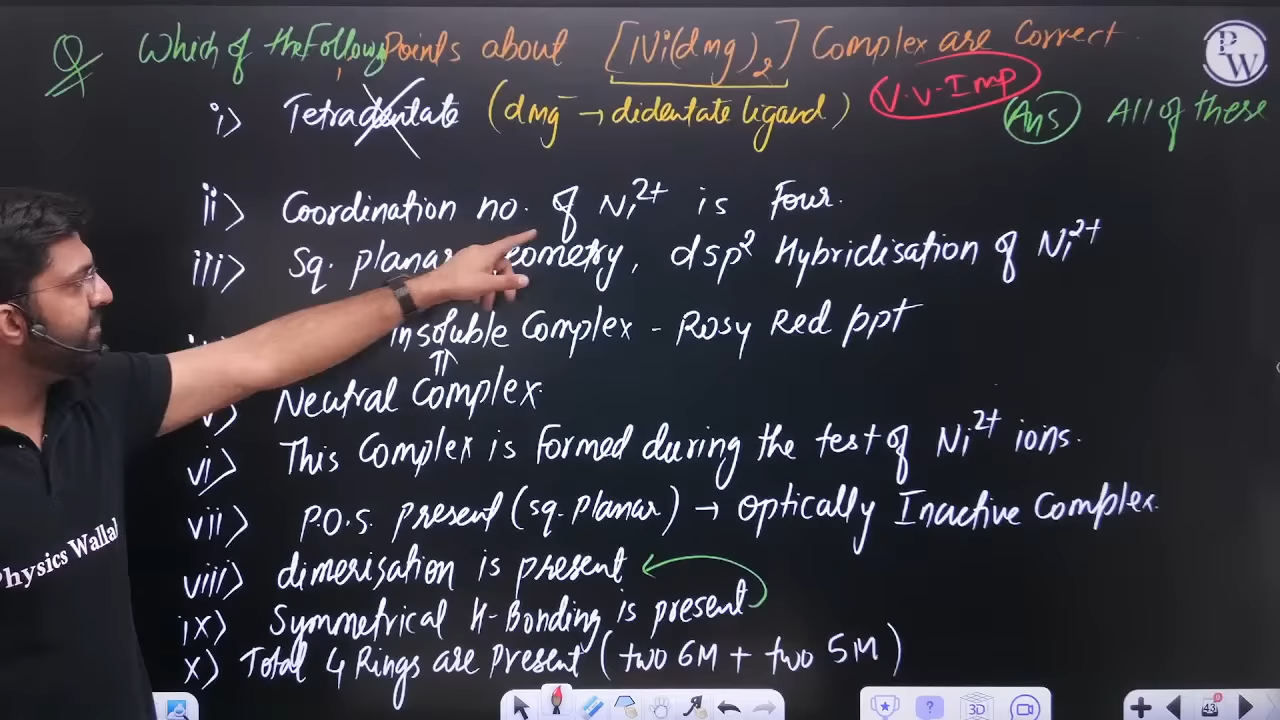 Q Which of the Following Points about [Ni(dmg)2] Complex are Correct.
V.V.Imp
PW
i) Tetradentate (dmg⁻ → didentate ligand)
Ans All of these
ii) Coordination no. of Ni²⁺ is Four.
iii) Sq. planar Geometry, dsp² Hybridisation of Ni²⁺
insoluble Complex - Rosy Red ppt
v) Neutral Complex.
vi) This Complex is Formed during the test of Ni²⁺ ions.
vii) P.O.S. present (sq. planar) → optically Inactive Complex.
viii) dimerisation is present
ix) Symmetrical H-Bonding is present
x) Total 4 Rings are Present (two 6M + two 5M)
Physics Wallah
3D
43